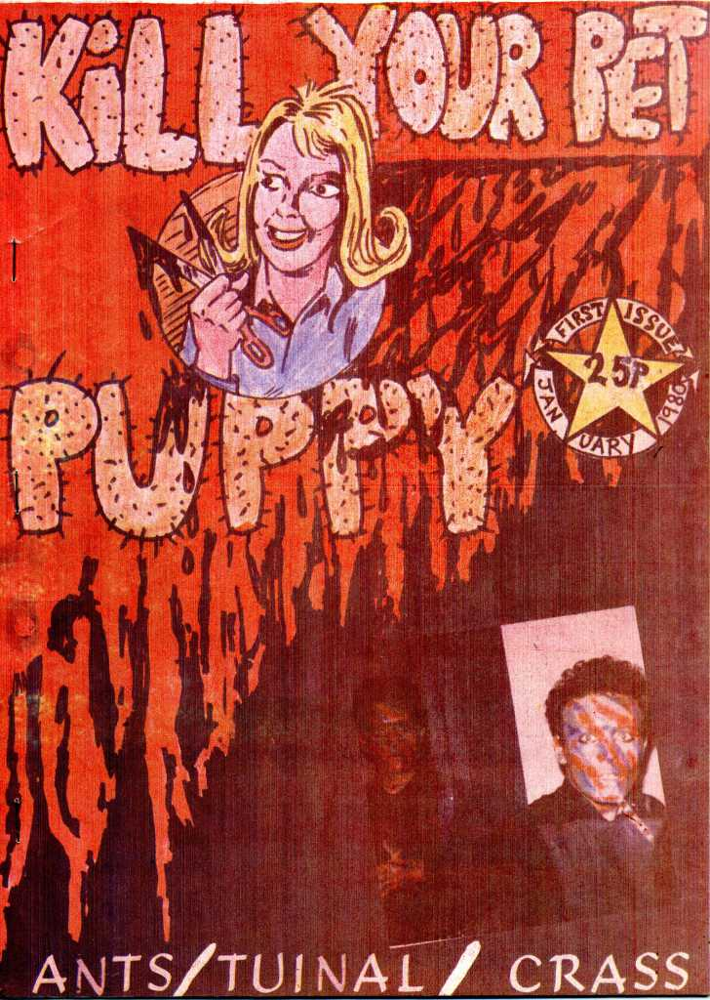 KiLL YOUR PET
PUPPY
FIRST ISSUE
25P
JANUARY 1980
ANTS/TUINAL/CRASS